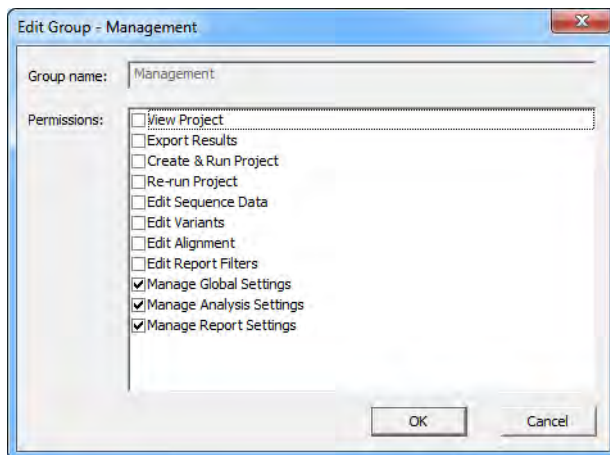 Edit Group - Management
Group name: Management
Permissions: View Project
Export Results
Create & Run Project
Re-run Project
Edit Sequence Data
Edit Variants
Edit Alignment
Edit Report Filters
Manage Global Settings
Manage Analysis Settings
Manage Report Settings
OK Cancel